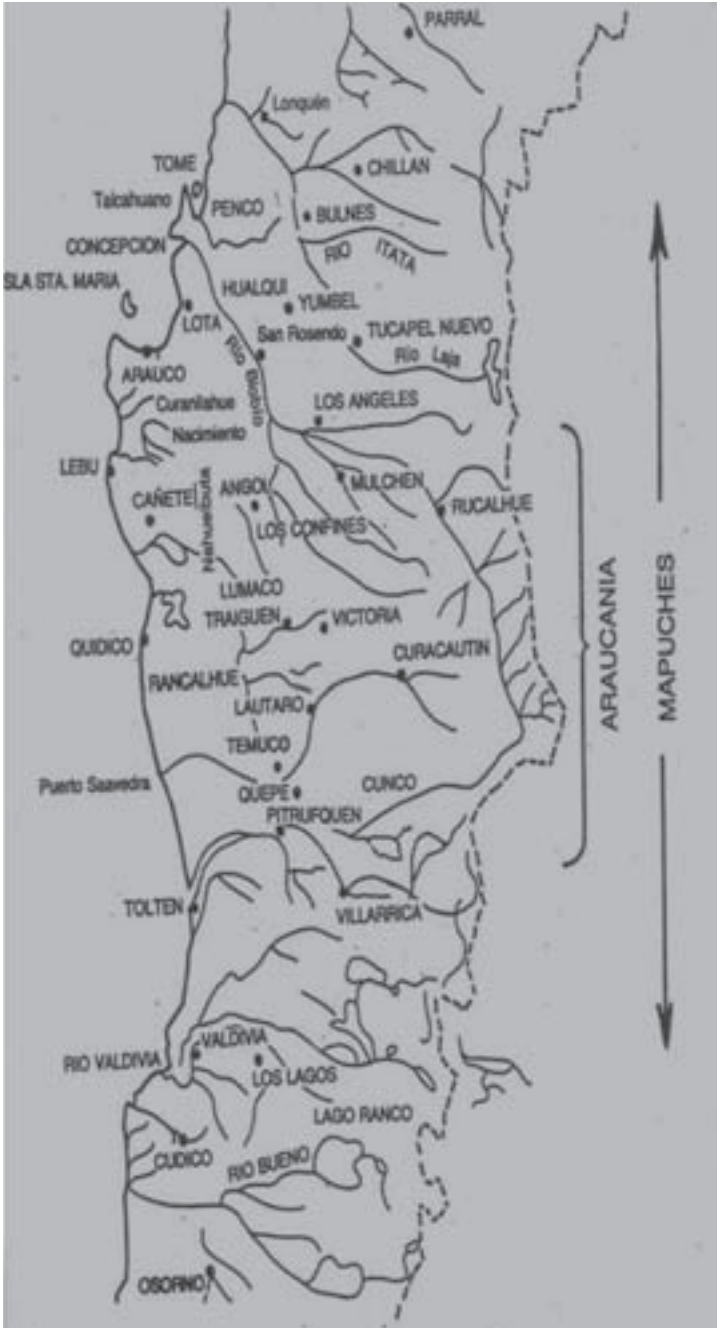 PARRAL
Lonquén
TOME
CHILLAN
Talcahuano
PENCO
BULNES
CONCEPCION
RIO ITATA
SLA STA. MARIA
HUALQUI
YUMBEL
LOTA
San Rosendo
TUCAPEL NUEVO
Río Laja
ARAUCO
Río Biobío
Curanilahue
LOS ANGELES
Nacimiento
LEBU
MULCHEN
CAÑETE
Nahuelbuta
ANGOL
RUCALHUE
LOS CONFINES
LUMACO
TRAIGUEN
VICTORIA
QUIDICO
CURACAUTIN
RANCALHUE
LAUTARO
ARAUCANIA
MAPUCHES
TEMUCO
Puerto Saavedra
QUEPE
CUNCO
PITRUFQUEN
TOLTEN
VILLARRICA
RIO VALDIVIA
VALDIVIA
LOS LAGOS
LAGO RANCO
CUDICO
RIO BUENO
OSORNO